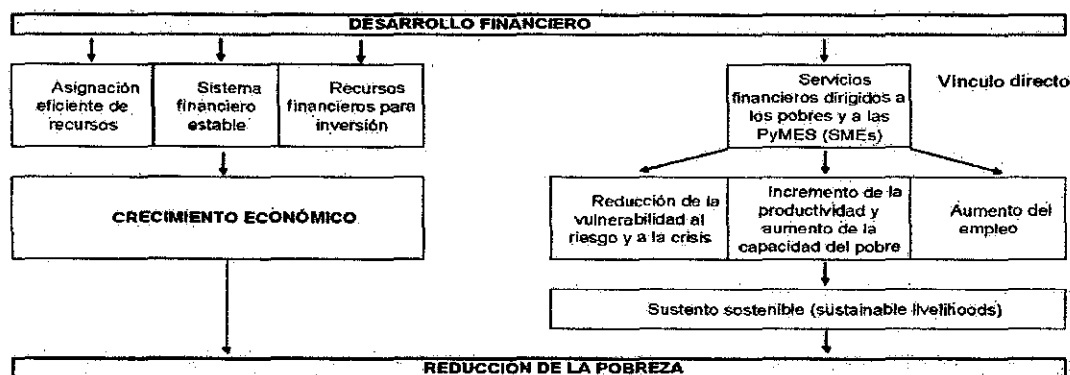 DESARROLLO FINANCIERO
Asignación
eficiente de
recursos
Sistema
financiero
estable
Recursos
financieros para
inversión
Servicios
financieros dirigidos a
los pobres y a las
PyMES (SMEs)
Vinculo directo
CRECIMIENTO ECONÓMICO
Reducción de la
vulnerabilidad al
riesgo y a la crisis
Incremento de la
productividad y
aumento de la
capacidad del pobre
Aumento del
empleo
Sustento sostenible (sustainable livelihoods)
REDUCCIÓN DE LA POBREZA